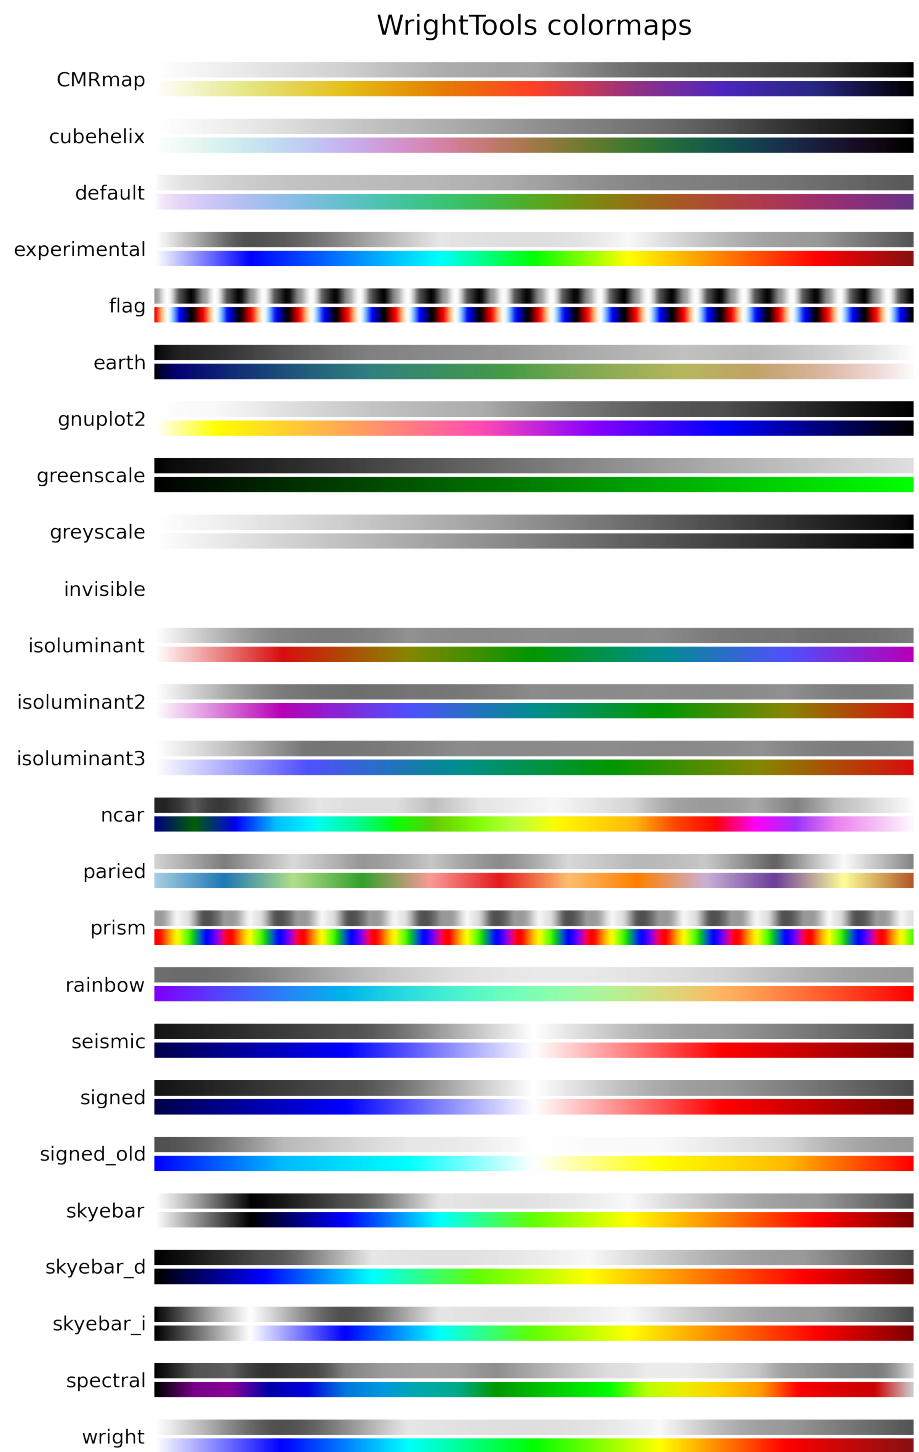 WrightTools colormaps
CMRmap
cubehelix
default
experimental
flag
earth
gnuplot2
greenscale
greyscale
invisible
isoluminant
isoluminant2
isoluminant3
ncar
paried
prism
rainbow
seismic
signed
signed_old
skyebar
skyebar_d
skyebar_i
spectral
wright